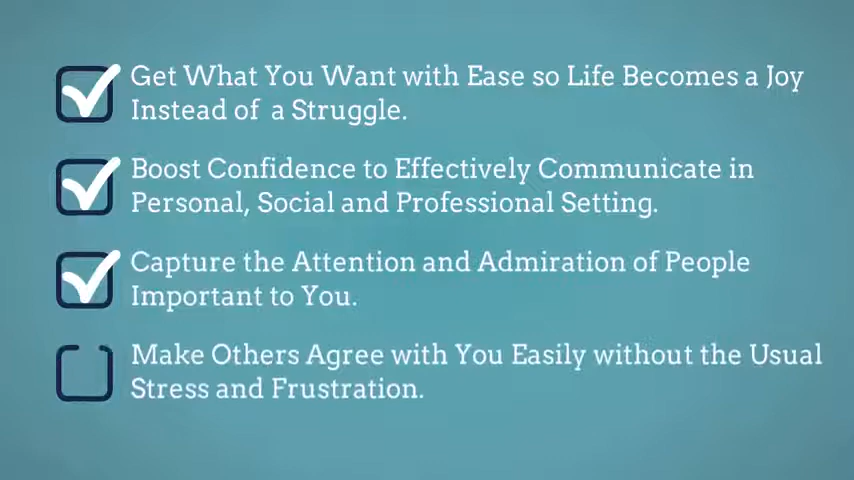 Get What You Want with Ease so Life Becomes a Joy
Instead of a Struggle.
Boost Confidence to Effectively Communicate in
Personal, Social and Professional Setting.
Capture the Attention and Admiration of People
Important to You.
Make Others Agree with You Easily without the Usual
Stress and Frustration.